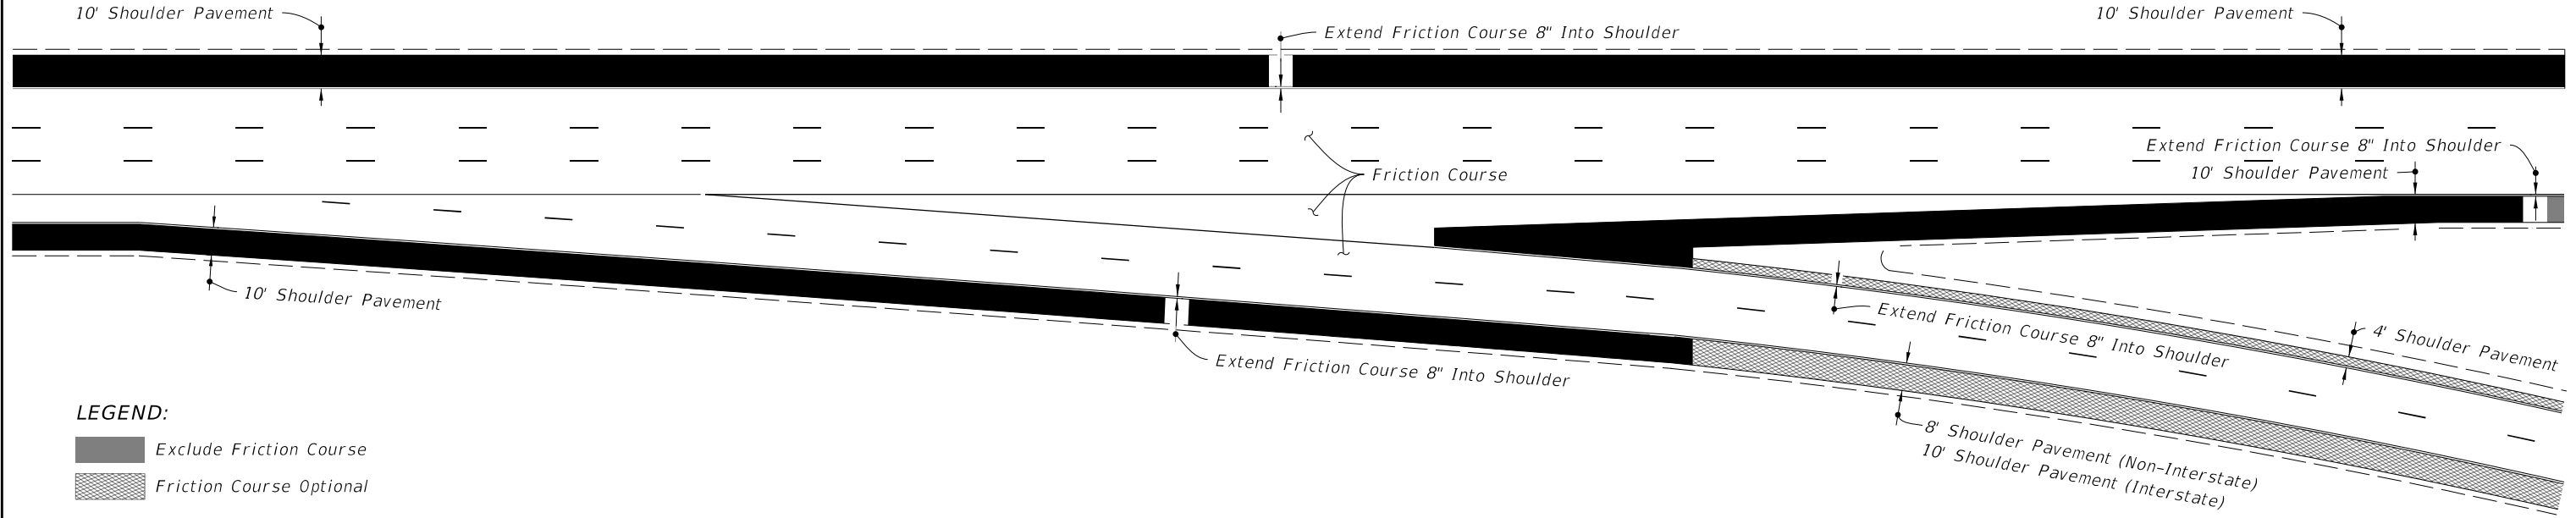 10' Shoulder Pavement
10' Shoulder Pavement
Extend Friction Course 8" Into Shoulder
Extend Friction Course 8" Into Shoulder
10' Shoulder Pavement
Friction Course
10' Shoulder Pavement
Extend Friction Course 8" Into Shoulder
4' Shoulder Pavement
Extend Friction Course 8" Into Shoulder
8' Shoulder Pavement (Non-Interstate)
10' Shoulder Pavement (Interstate)
LEGEND:
Exclude Friction Course
Friction Course Optional